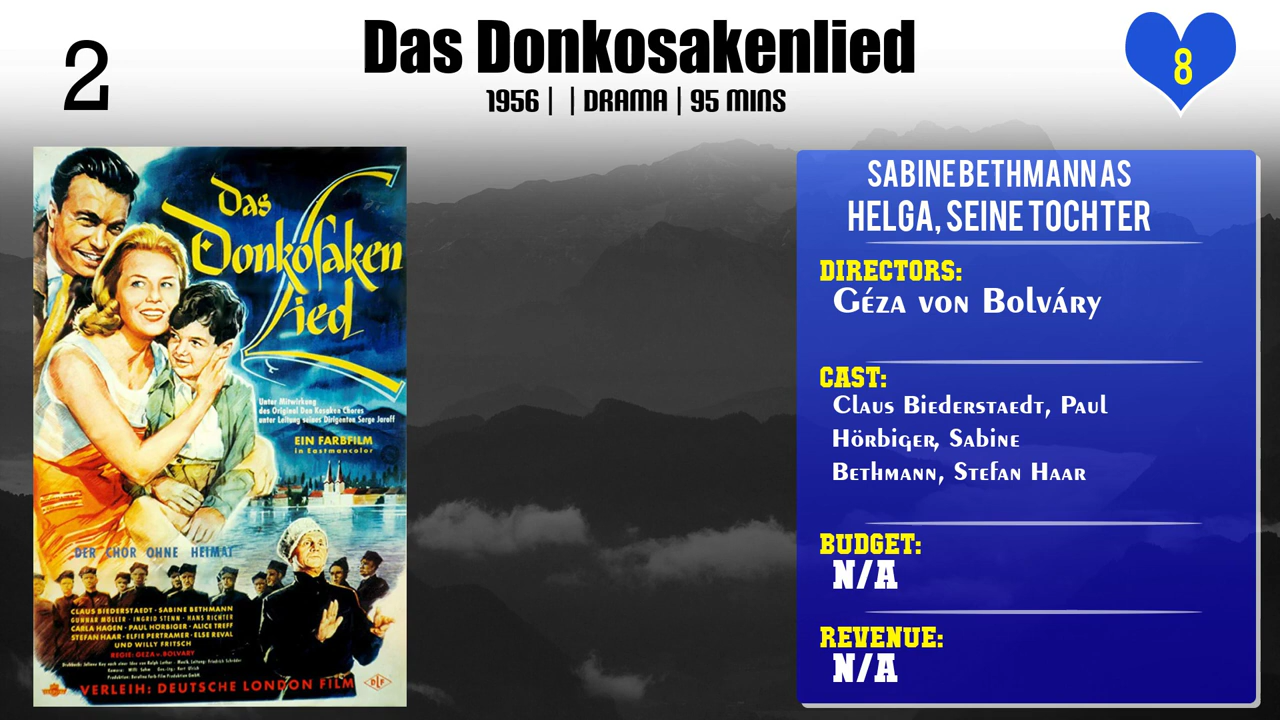 2
Das Donkosakenlied
1956 | | DRAMA | 95 MINS
8
Das
Donkosaken
lied
Unter Mitwirkung
des Original Don Kosaken Chores
unter Leitung seines Dirigenten Serge Jaroff
EIN FARBFILM
in Eastmancolor
DER CHOR OHNE HEIMAT
CLAUS BIEDERSTAEDT · SABINE BETHMANN
GUNNAR MÖLLER · INGRID STENN · HANS RICHTER
CARLA HAGEN · PAUL HÖRBIGER · ALICE TREFF
STEFAN HAAR · ELFIE PERTRAMER · ELSE REVAL
UND WILLY FRITSCH
REGIE: GEZA v. BOLVARY
VERLEIH: DEUTSCHE LONDON FILM
DLF
SABINE BETHMANN AS
HELGA, SEINE TOCHTER
DIRECTORS:
Géza von Bolváry
CAST:
Claus Biederstaedt, Paul
Hörbiger, Sabine
Bethmann, Stefan Haar
BUDGET:
N/A
REVENUE:
N/A